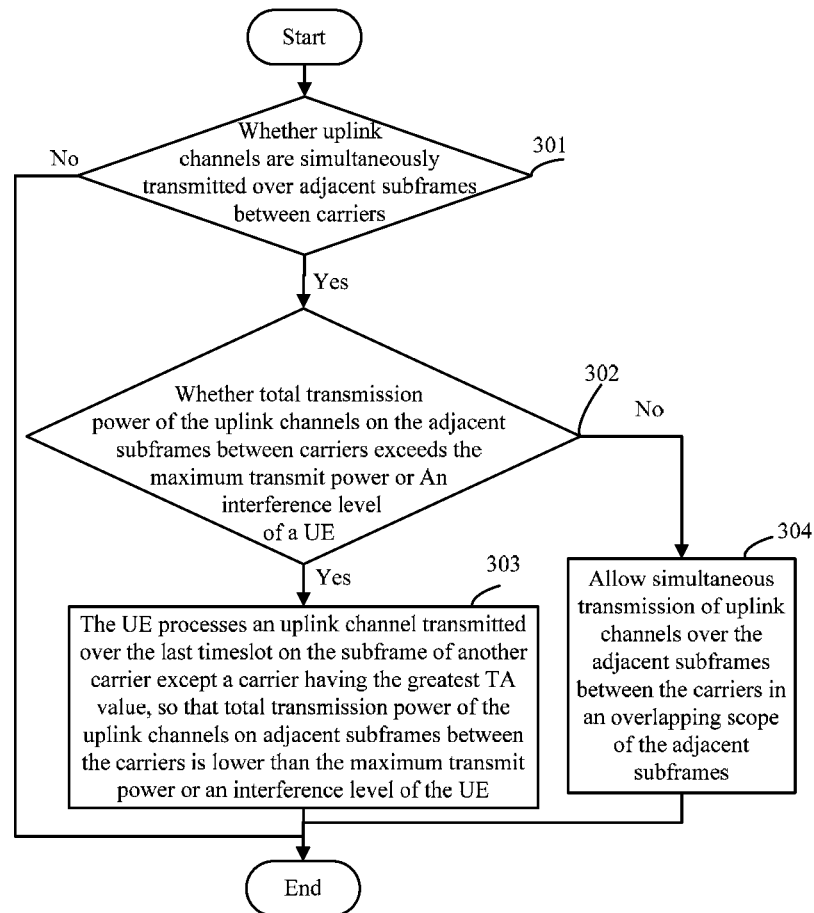 Start
Whether uplink
channels are simultaneously
transmitted over adjacent subframes
between carriers
301
No
Yes
Whether total transmission
power of the uplink channels on the adjacent
subframes between carriers exceeds the
maximum transmit power or An
interference level
of a UE
302
No
Yes
303
The UE processes an uplink channel transmitted
over the last timeslot on the subframe of another
carrier except a carrier having the greatest TA
value, so that total transmission power of the
uplink channels on adjacent subframes between
the carriers is lower than the maximum transmit
power or an interference level of the UE
304
Allow simultaneous
transmission of uplink
channels over the
adjacent subframes
between the carriers in
an overlapping scope
of the adjacent
subframes
End